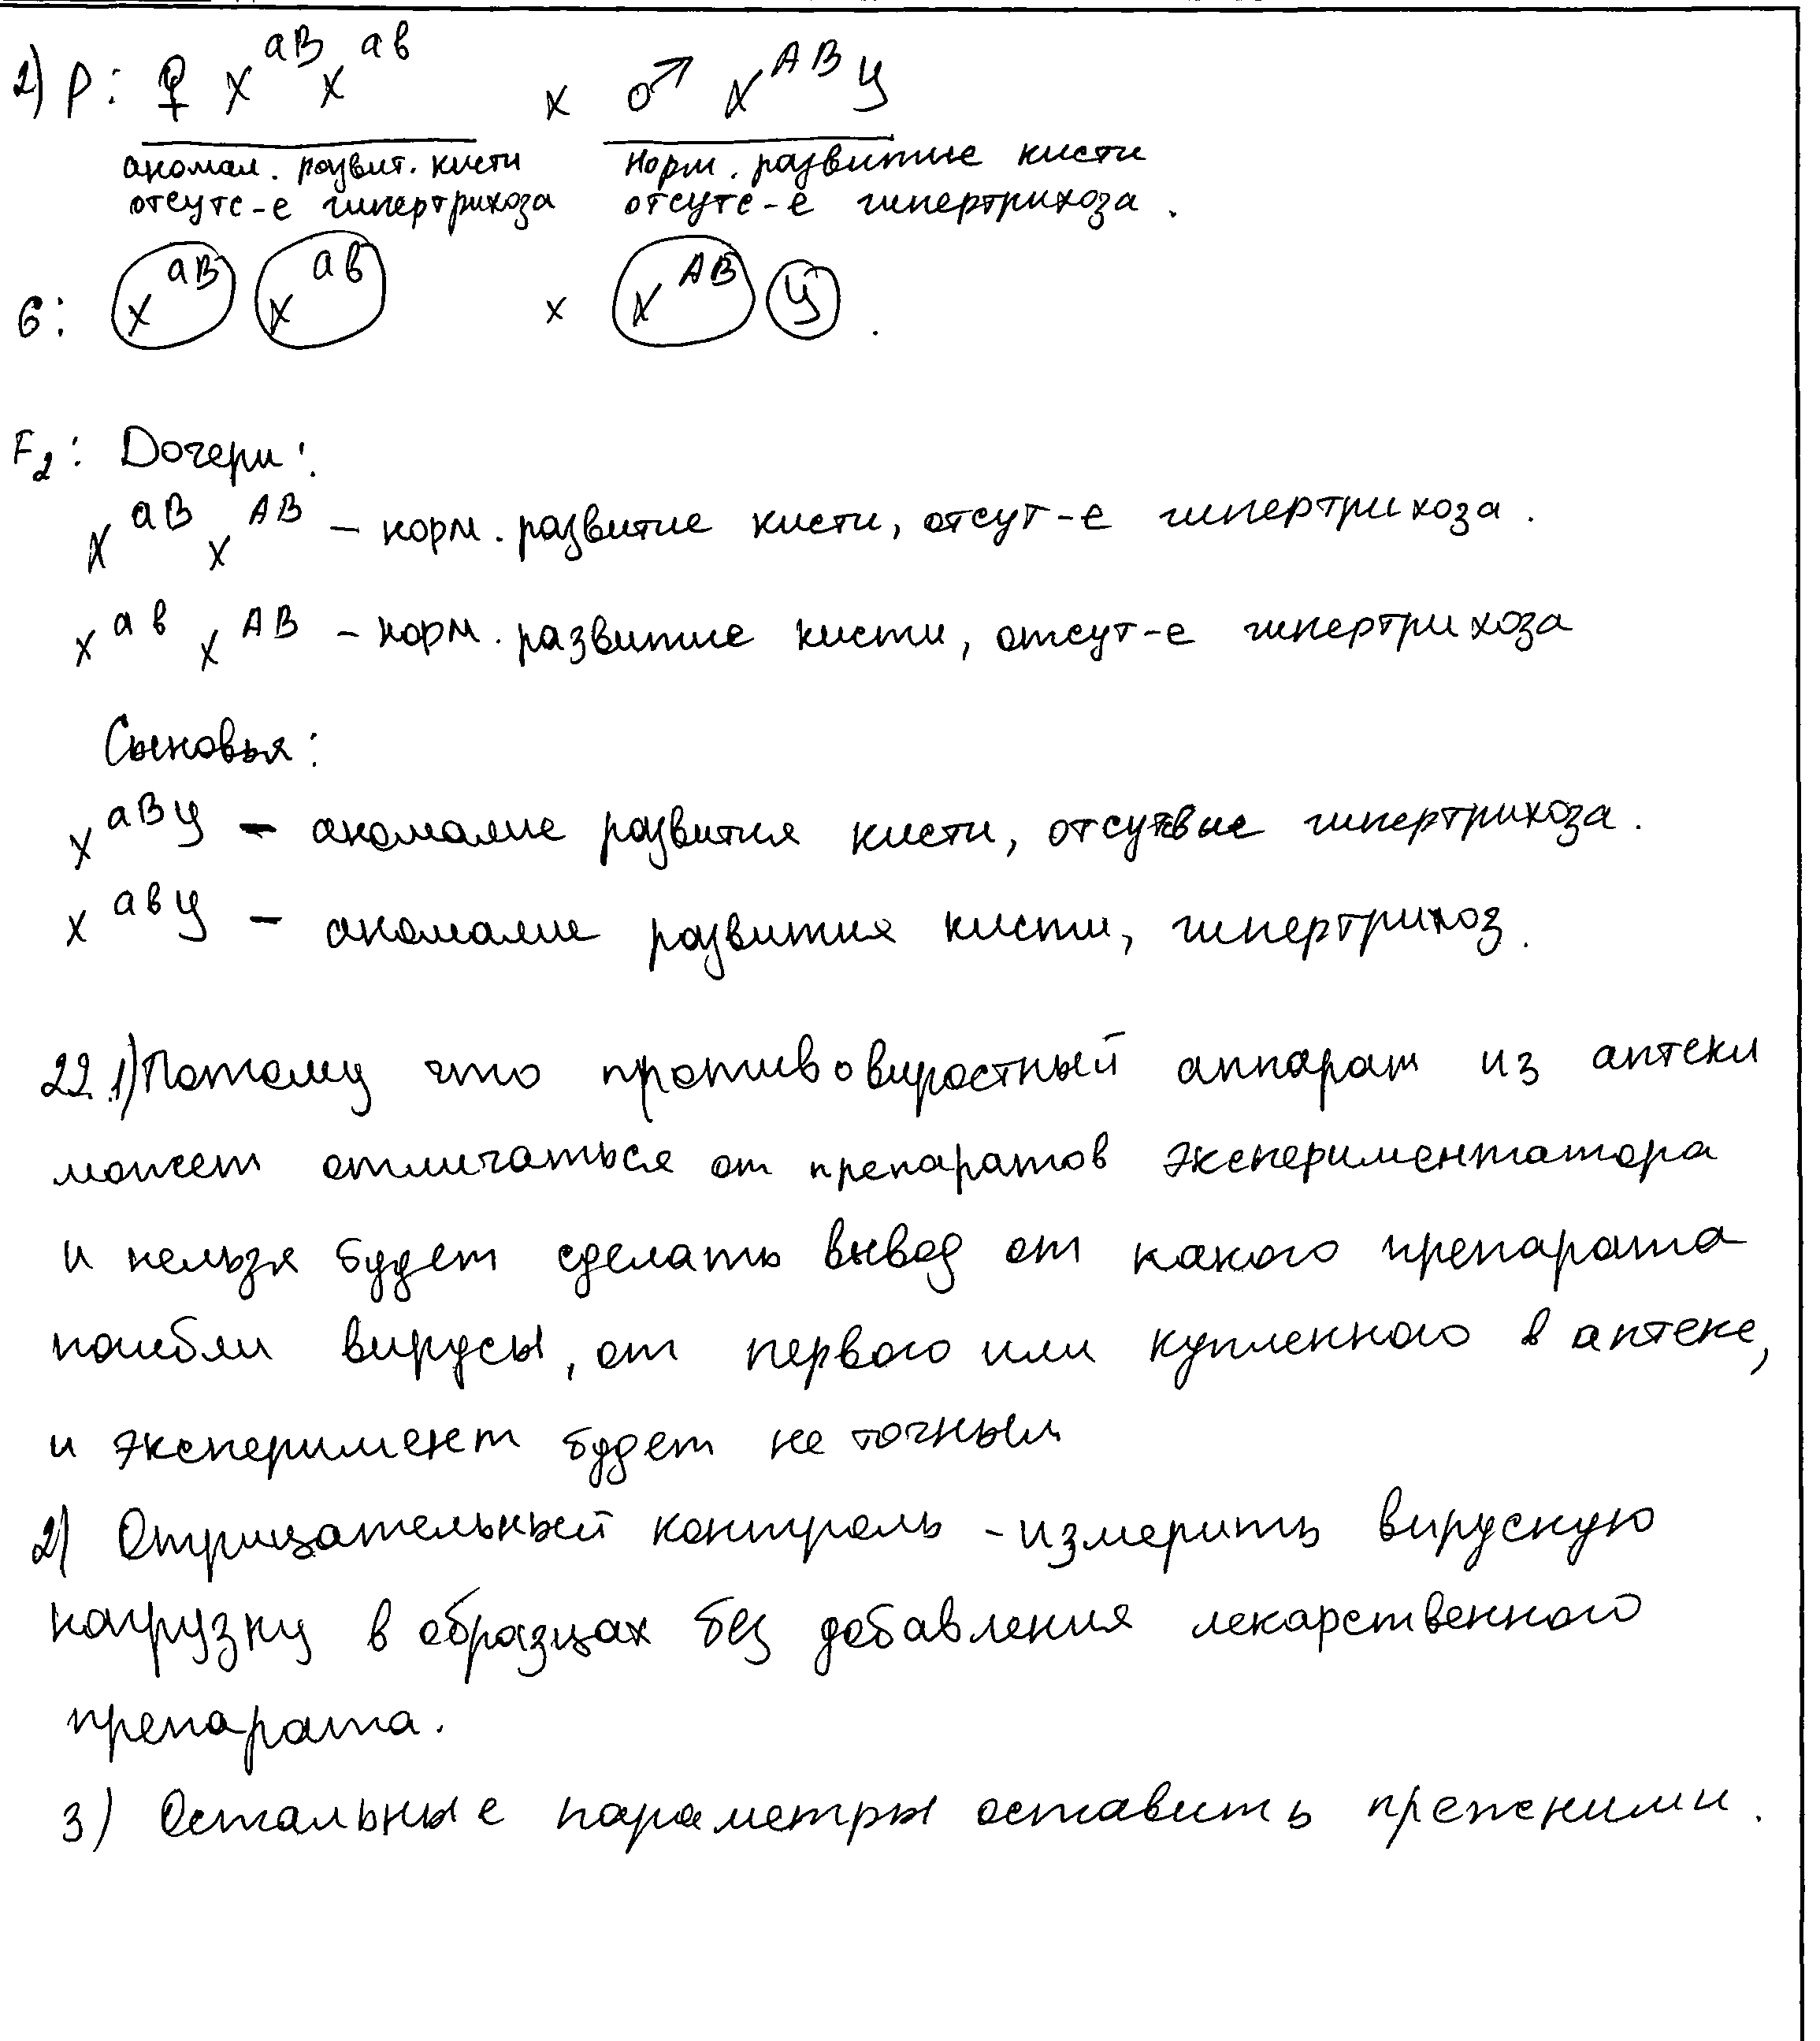 2) P: ♀ X^aB X^ab x ♂ X^AB У
аномал. развит. кисти норм. развитие кисти
отсутс-е гипертрихоза отсутс-е гипертрихоза.
G: X^aB X^ab x X^AB У.
F2: Дочери:
X^aB X^AB – норм. развитие кисти, отсут-е гипертрихоза.
X^ab X^AB – норм. развитие кисти, отсут-е гипертрихоза
Сыновья:
X^aB У – аномалие развития кисти, отсутвие гипертрихоза.
X^ab У – аномалие развития кисти, гипертрихоз.
22.1) Потому что противовиростный аппарат из аптеки
может отличаться от препаратов экспериментатора
и нельзя будет сделать вывод от какого препарата
погибли вирусы, от первого или купленного в аптеке,
и эксперимент будет не точным
2) Отрицательный контроль - измерить вирусную
нагрузку в образцах без добавления лекарственного
препарата.
3) Остальные параметры оставить прежними.